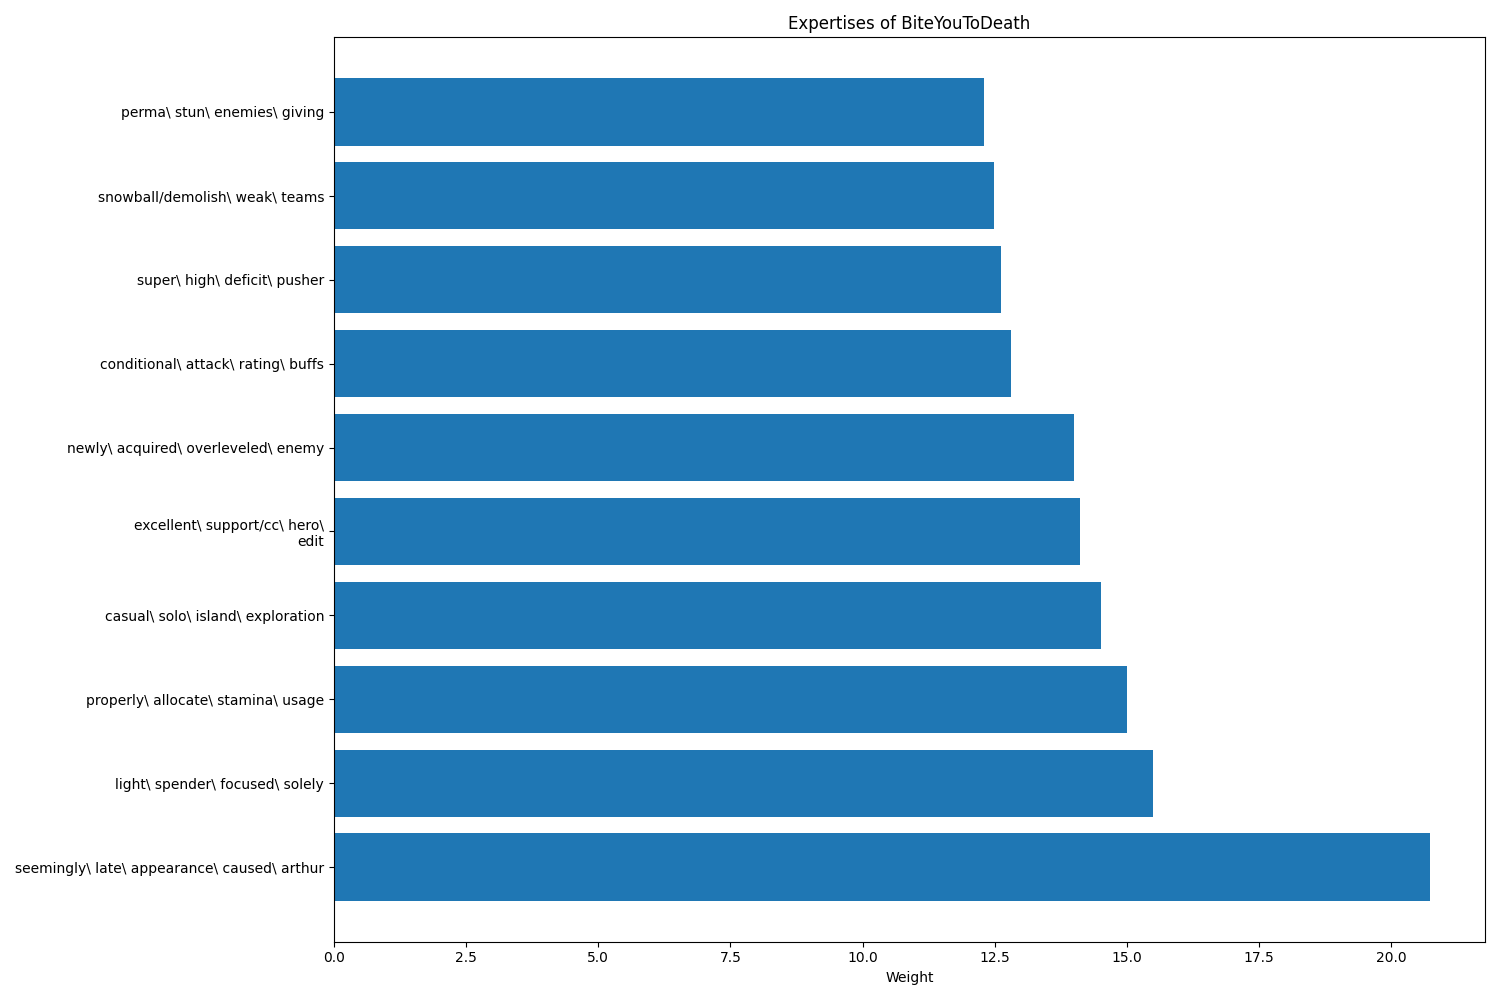 Expertises of BiteYouToDeath
perma\ stun\ enemies\ giving
snowball/demolish\ weak\ teams
super\ high\ deficit\ pusher
conditional\ attack\ rating\ buffs
newly\ acquired\ overleveled\ enemy
excellent\ support/cc\ hero\
edit
casual\ solo\ island\ exploration
properly\ allocate\ stamina\ usage
light\ spender\ focused\ solely
seemingly\ late\ appearance\ caused\ arthur
0.0 2.5 5.0 7.5 10.0 12.5 15.0 17.5 20.0
Weight